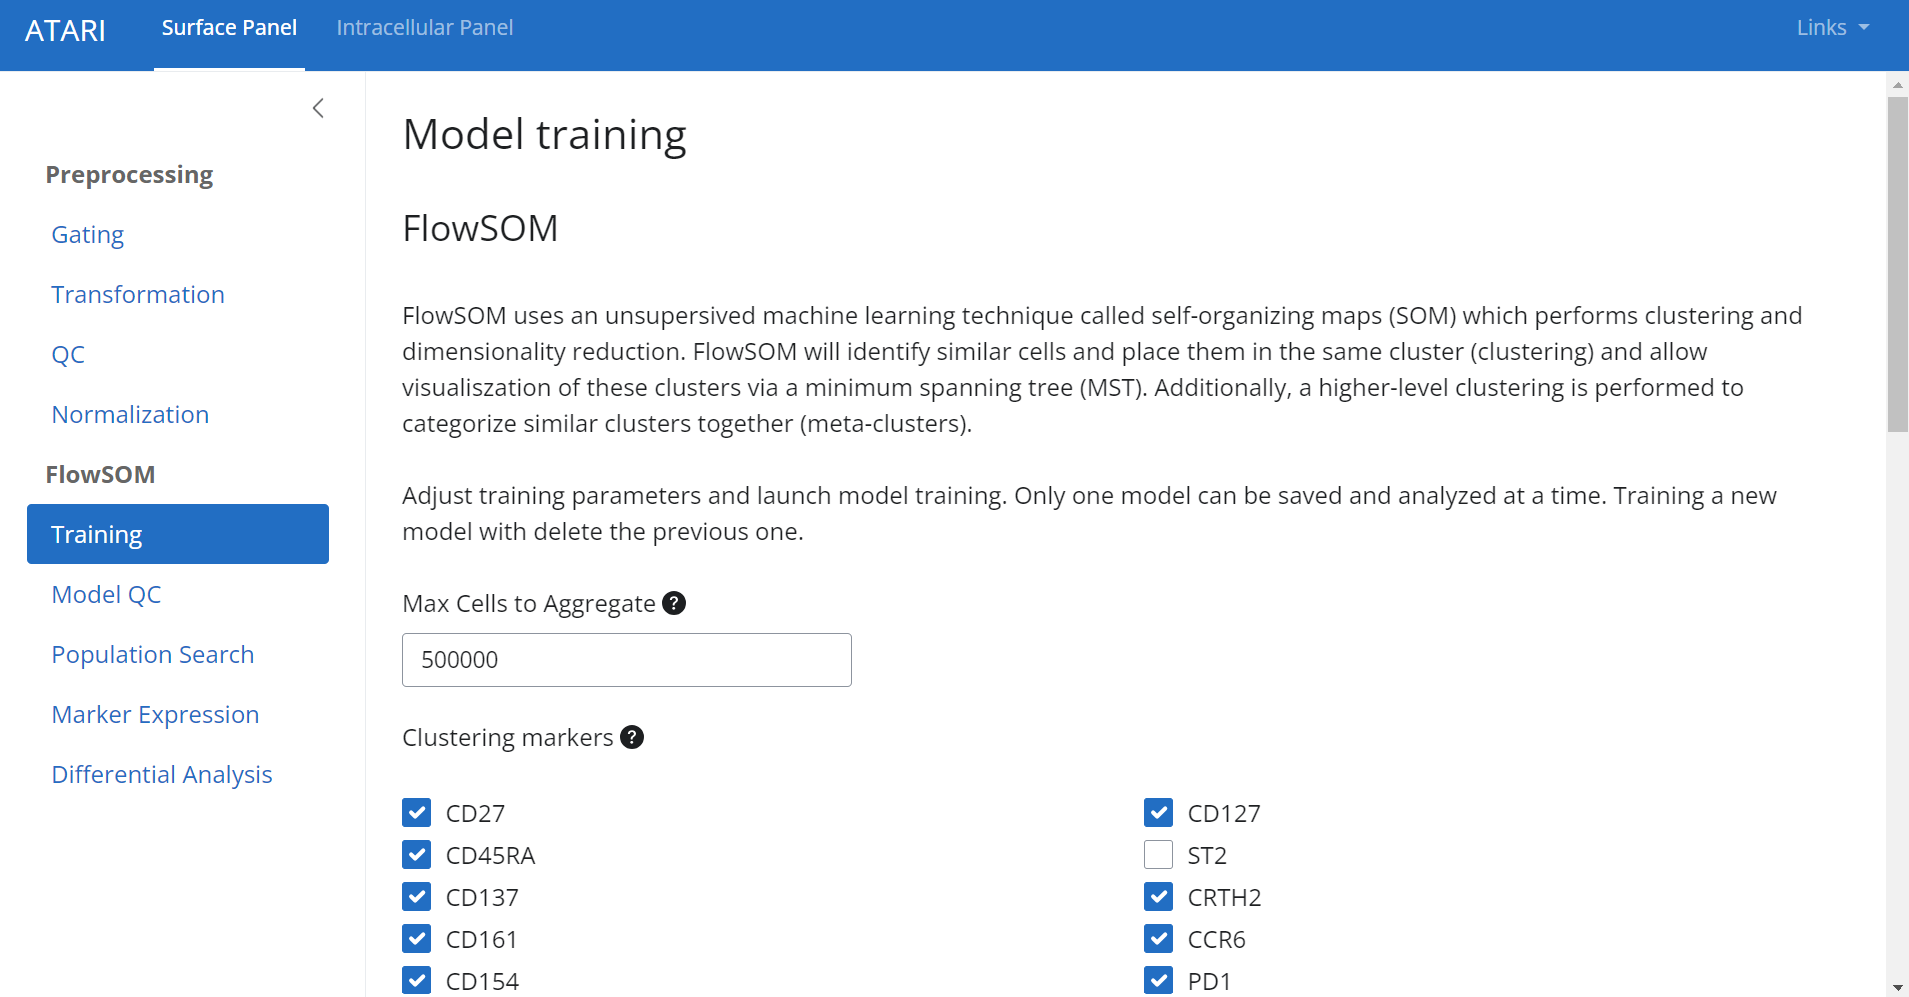 ATARI
Surface Panel
Intracellular Panel
Links
Preprocessing
Gating
Transformation
QC
Normalization
FlowSOM
Training
Model QC
Population Search
Marker Expression
Differential Analysis
Model training
FlowSOM
FlowSOM uses an unsupersived machine learning technique called self-organizing maps (SOM) which performs clustering and
dimensionality reduction. FlowSOM will identify similar cells and place them in the same cluster (clustering) and allow
visualiszation of these clusters via a minimum spanning tree (MST). Additionally, a higher-level clustering is performed to
categorize similar clusters together (meta-clusters).
Adjust training parameters and launch model training. Only one model can be saved and analyzed at a time. Training a new
model with delete the previous one.
Max Cells to Aggregate ?
500000
Clustering markers ?
CD27
CD45RA
CD137
CD161
CD154
CD127
ST2
CRTH2
CCR6
PD1